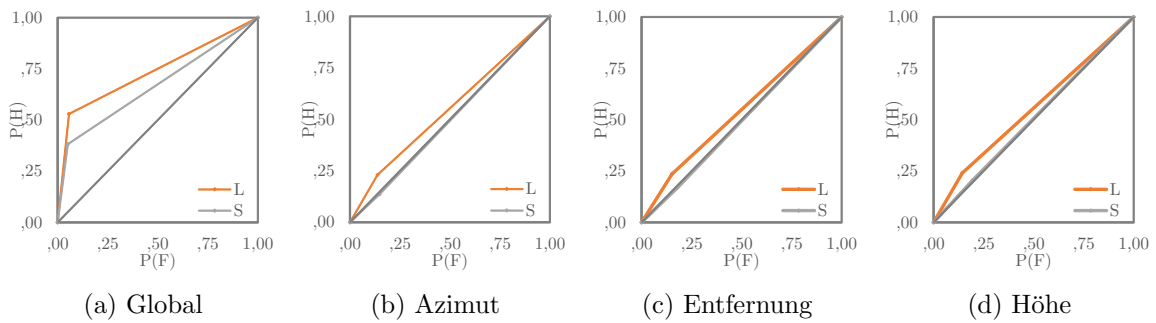 1,00
,75
P(H)
,50
,25
,00
L
S
,00 ,25 ,50 ,75 1,00
P(F)
(a) Global
1,00
,75
P(H)
,50
,25
,00
L
S
,00 ,25 ,50 ,75 1,00
P(F)
(b) Azimut
1,00
,75
P(H)
,50
,25
,00
L
S
,00 ,25 ,50 ,75 1,00
P(F)
(c) Entfernung
1,00
,75
P(H)
,50
,25
,00
L
S
,00 ,25 ,50 ,75 1,00
P(F)
(d) Höhe